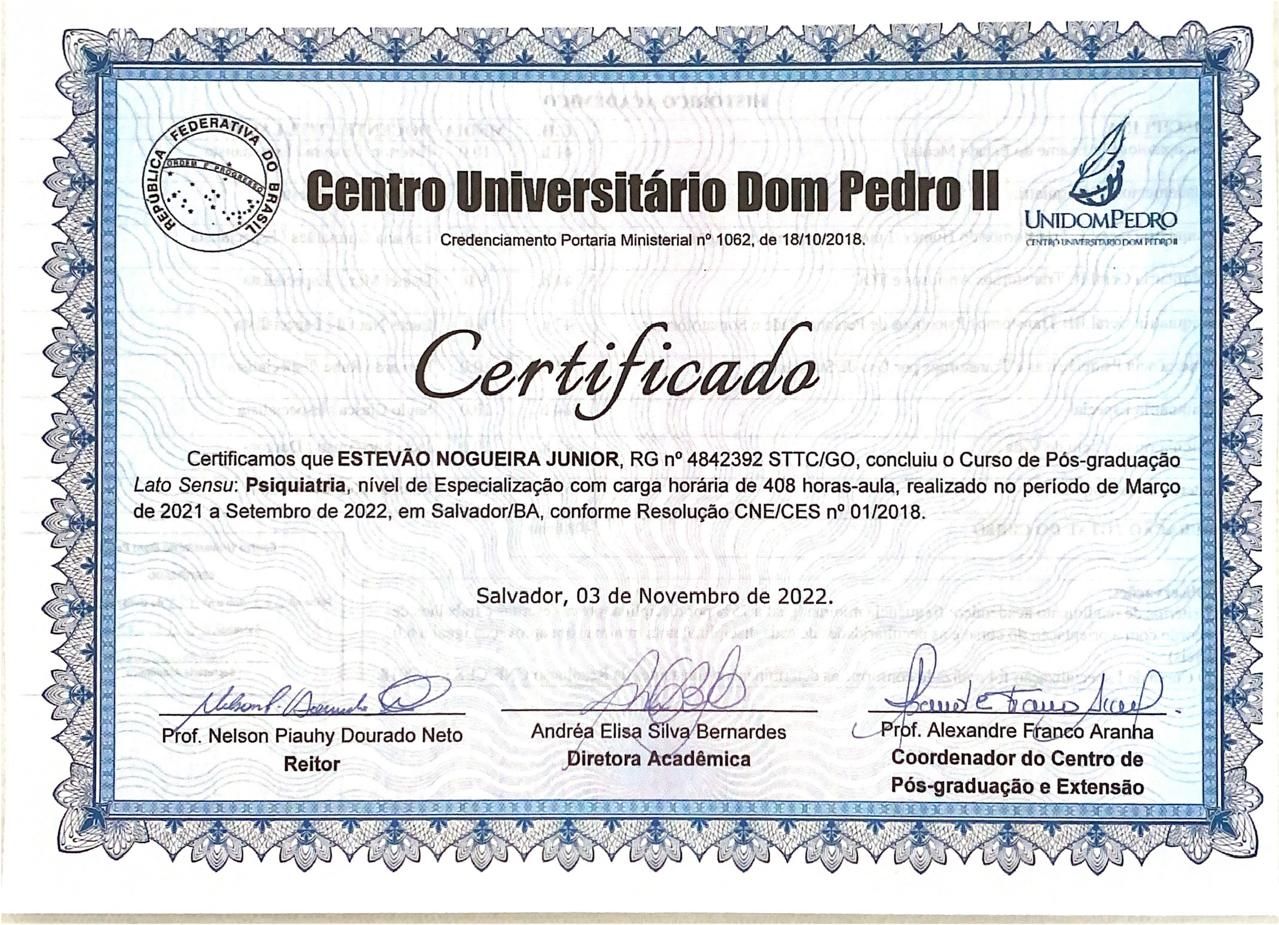 REPÚBLICA FEDERATIVA DO BRASIL
ORDEM E PROGRESSO
Centro Universitário Dom Pedro II
Credenciamento Portaria Ministerial nº 1062, de 18/10/2018.
UNIDOMPEDRO
CENTRO UNIVERSITÁRIO DOM PEDRO II
Certificado
Certificamos que ESTEVÃO NOGUEIRA JUNIOR, RG nº 4842392 STTC/GO, concluiu o Curso de Pós-graduação
Lato Sensu: Psiquiatria, nível de Especialização com carga horária de 408 horas-aula, realizado no período de Março
de 2021 a Setembro de 2022, em Salvador/BA, conforme Resolução CNE/CES nº 01/2018.
Salvador, 03 de Novembro de 2022.
Prof. Nelson Piauhy Dourado Neto
Reitor
Andréa Elisa Silva Bernardes
Diretora Acadêmica
Prof. Alexandre Franco Aranha
Coordenador do Centro de
Pós-graduação e Extensão